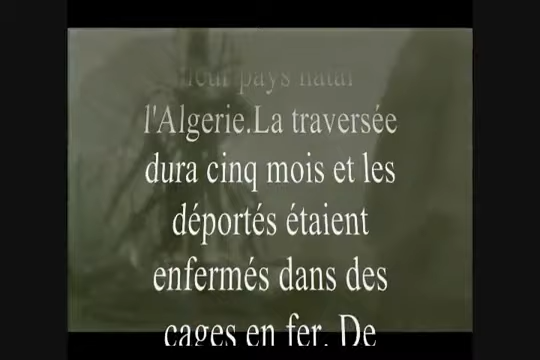 leur pays natal
l'Algerie.La traversée
dura cinq mois et les
déportés étaient
enfermés dans des
cages en fer. De